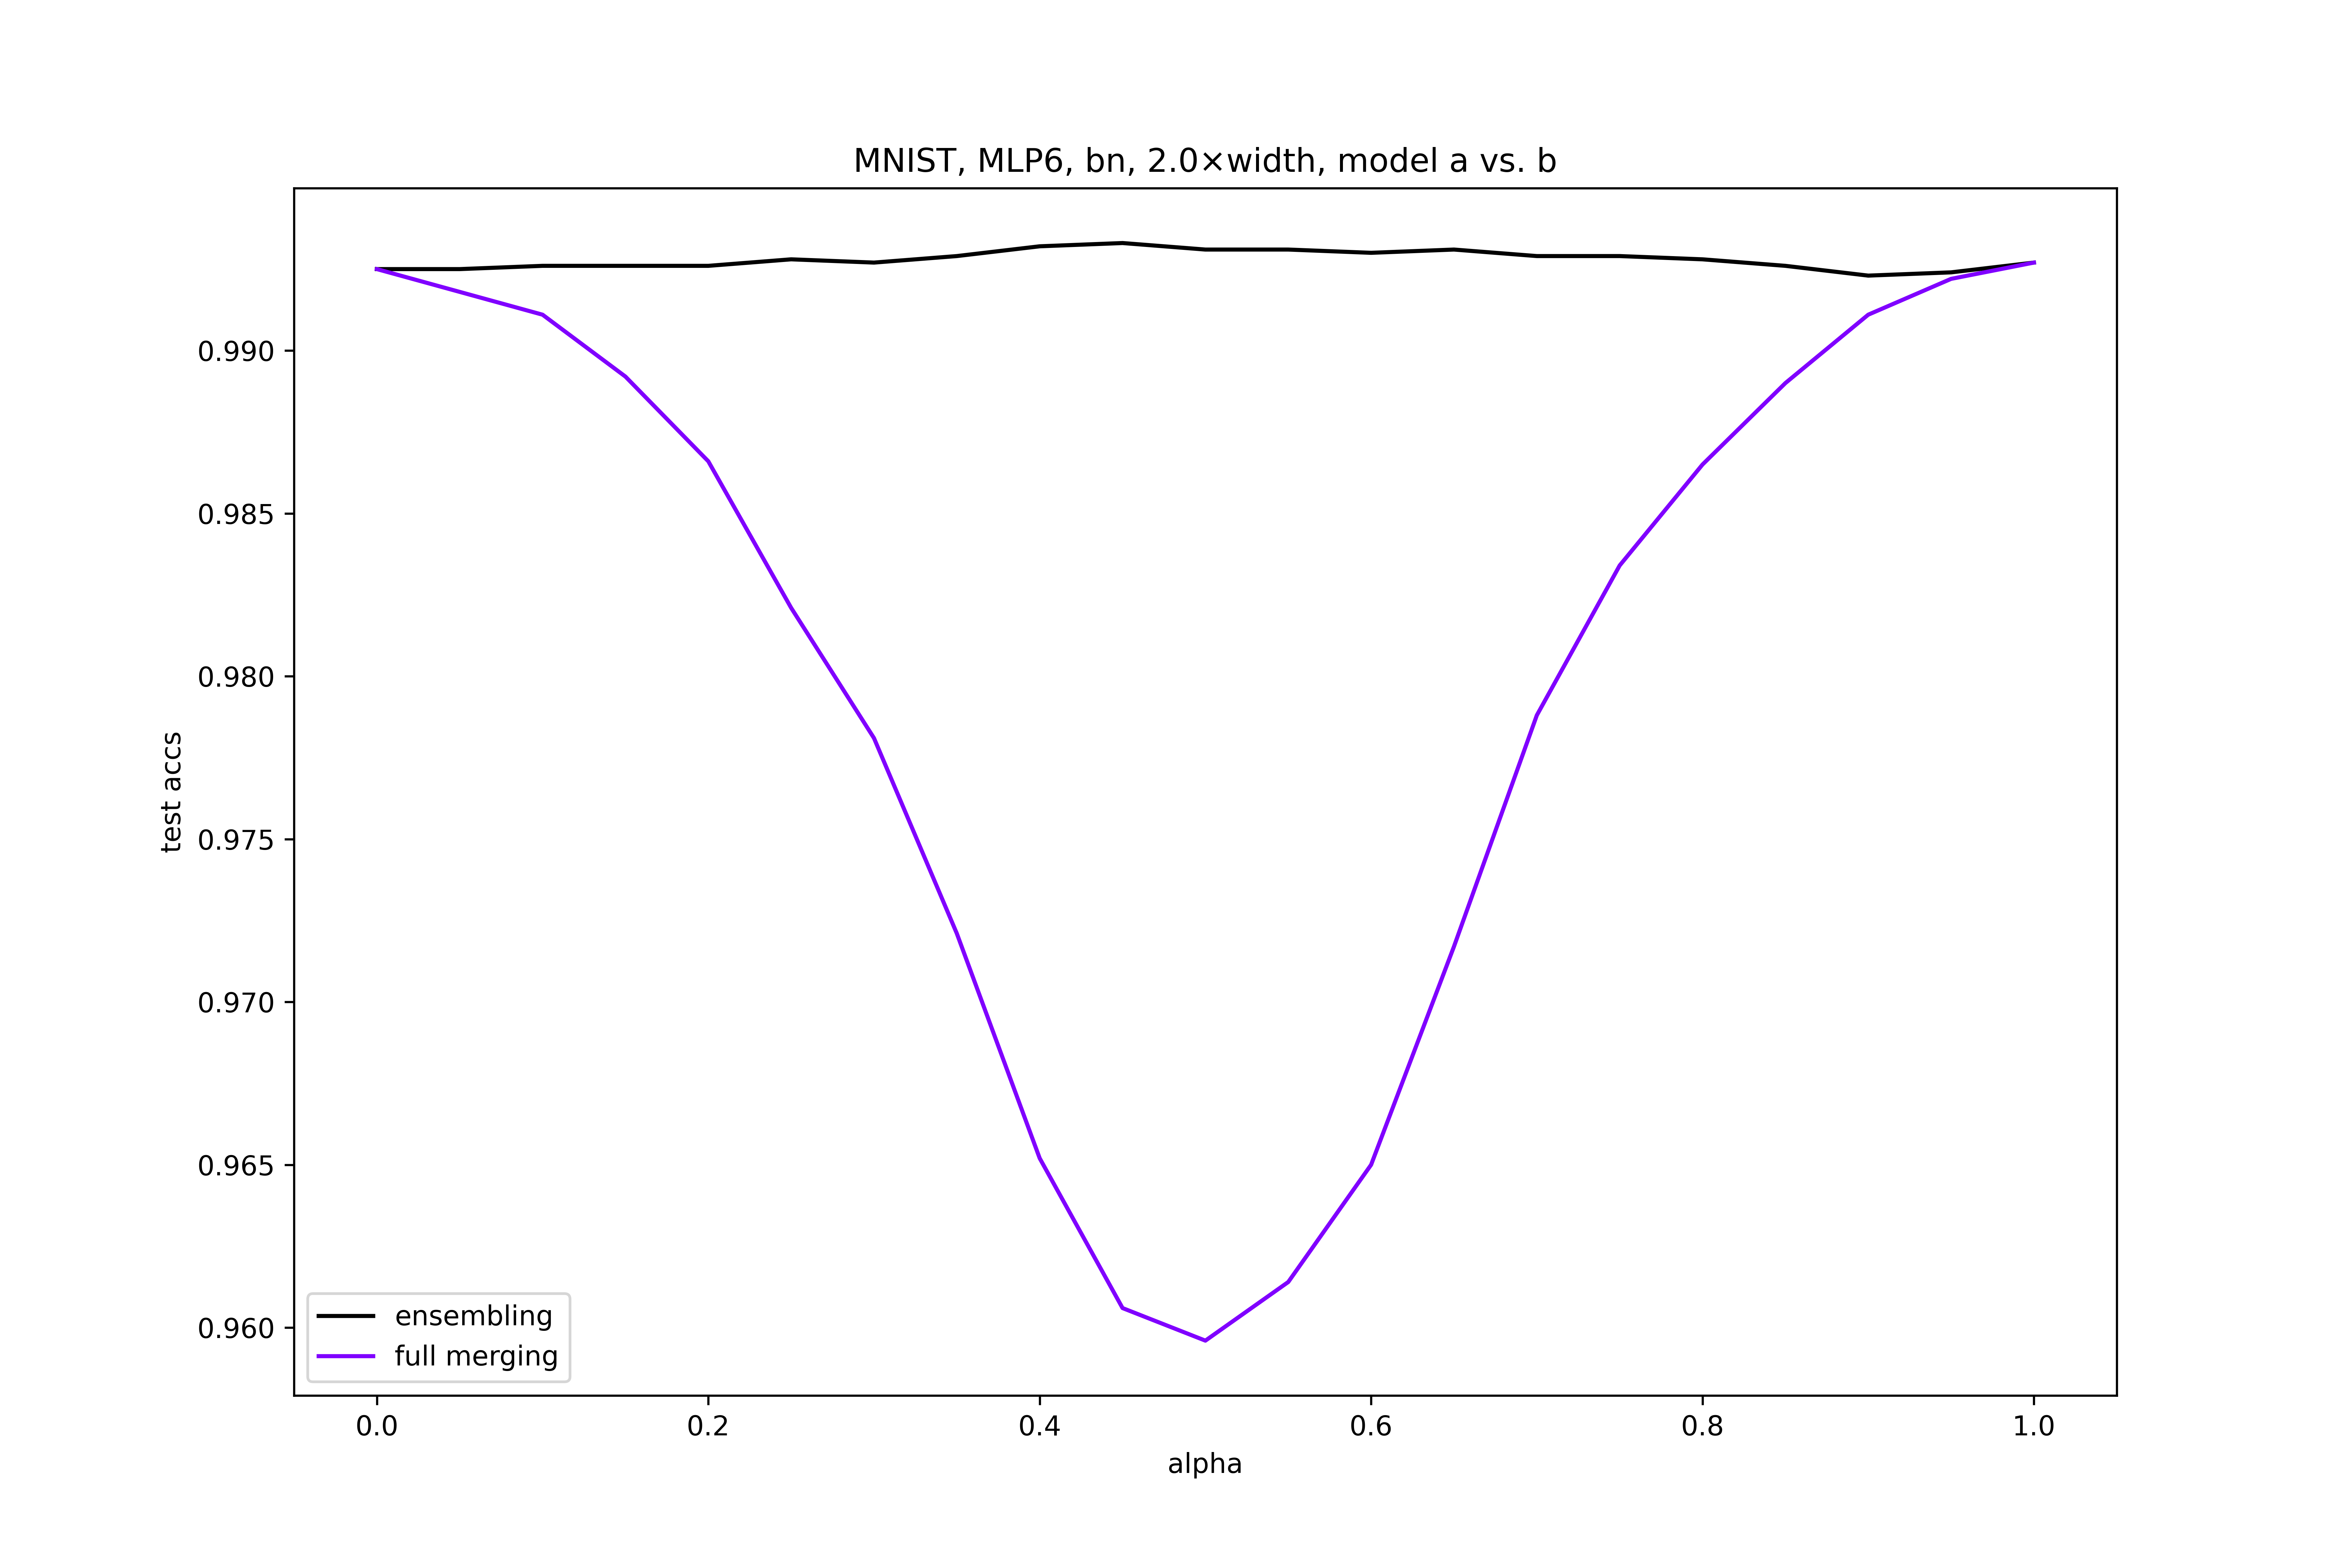 MNIST, MLP6, bn, 2.0×width, model a vs. b
test accs
0.990
0.985
0.980
0.975
0.970
0.965
0.960
ensembling
full merging
0.0 0.2 0.4 0.6 0.8 1.0
alpha